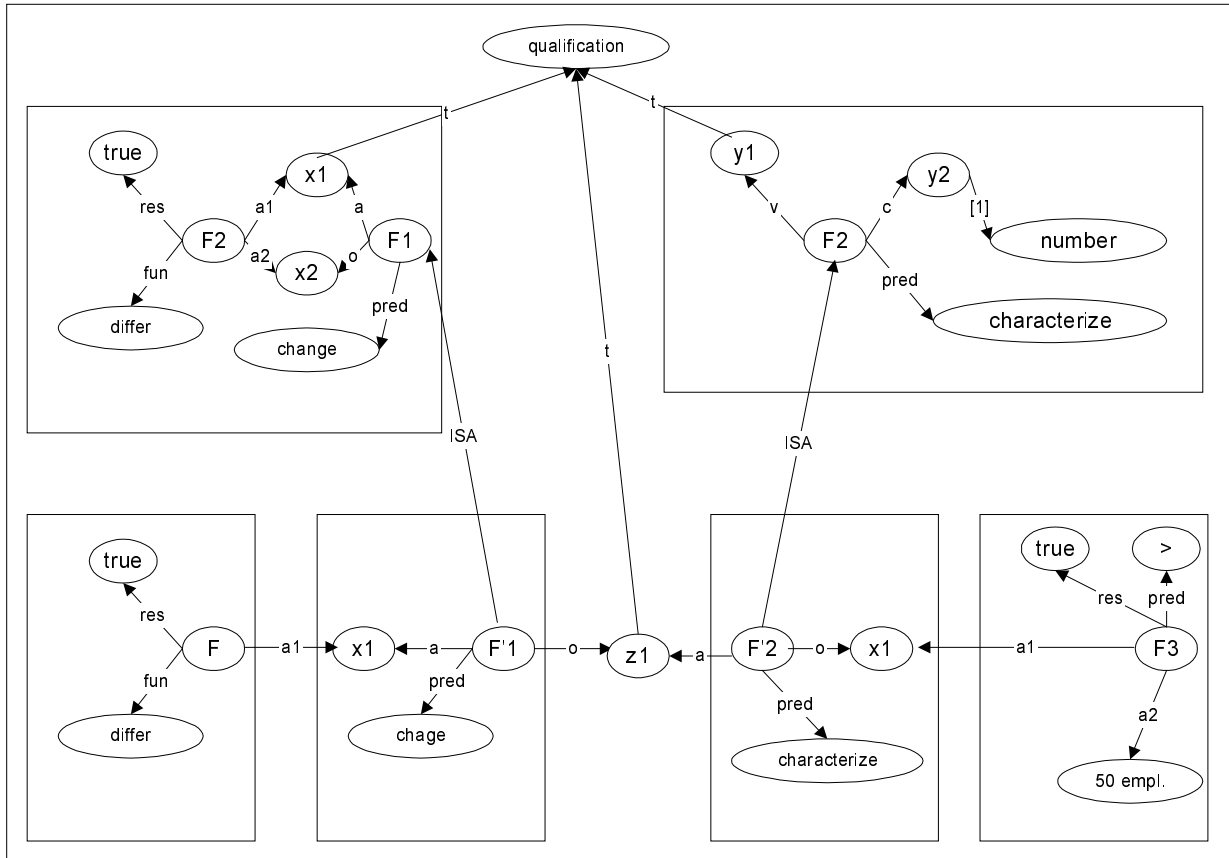 qualification
t
t
true
x1
y1
y2
res
a1
a
v
c
[1]
F2
F1
F2
number
a2
x2
o
fun
pred
pred
differ
change
characterize
t
ISA
ISA
true
true
>
res
res
pred
F
a1
x1
a
F'1
o
z1
a
F'2
o
x1
a1
F3
fun
pred
pred
a2
differ
chage
characterize
50 empl.